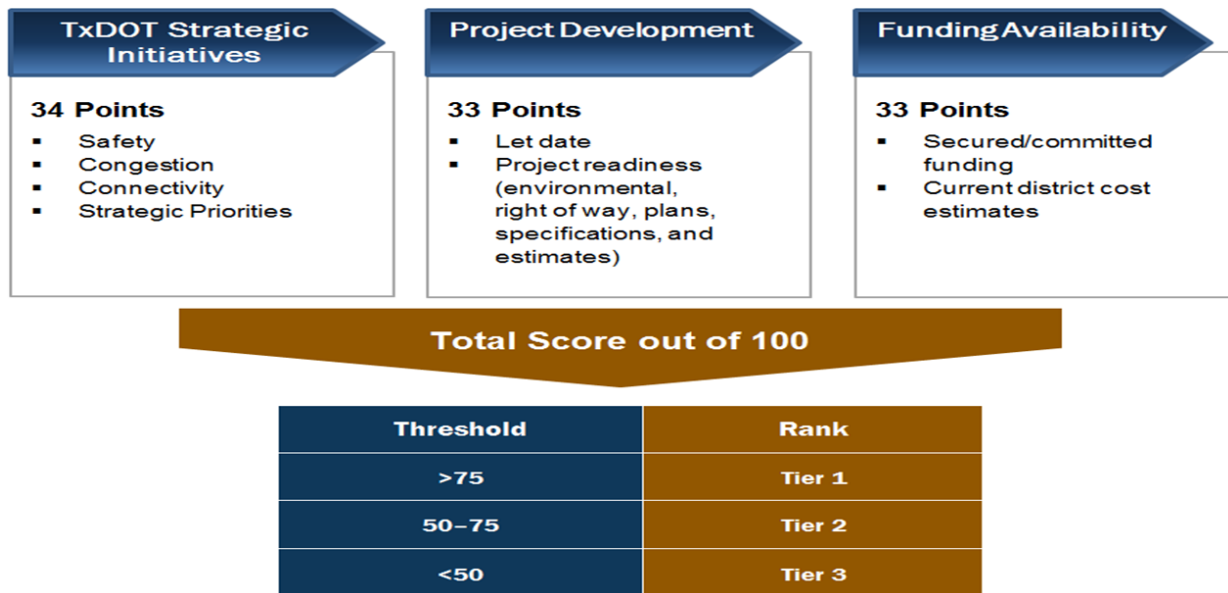 TxDOT Strategic
Initiatives
34 Points
▪ Safety
▪ Congestion
▪ Connectivity
▪ Strategic Priorities
Project Development
33 Points
▪ Let date
▪ Project readiness
(environmental,
right of way, plans,
specifications, and
estimates)
Funding Availability
33 Points
▪ Secured/committed
funding
▪ Current district cost
estimates
Total Score out of 100
Threshold Rank
>75 Tier 1
50–75 Tier 2
<50 Tier 3